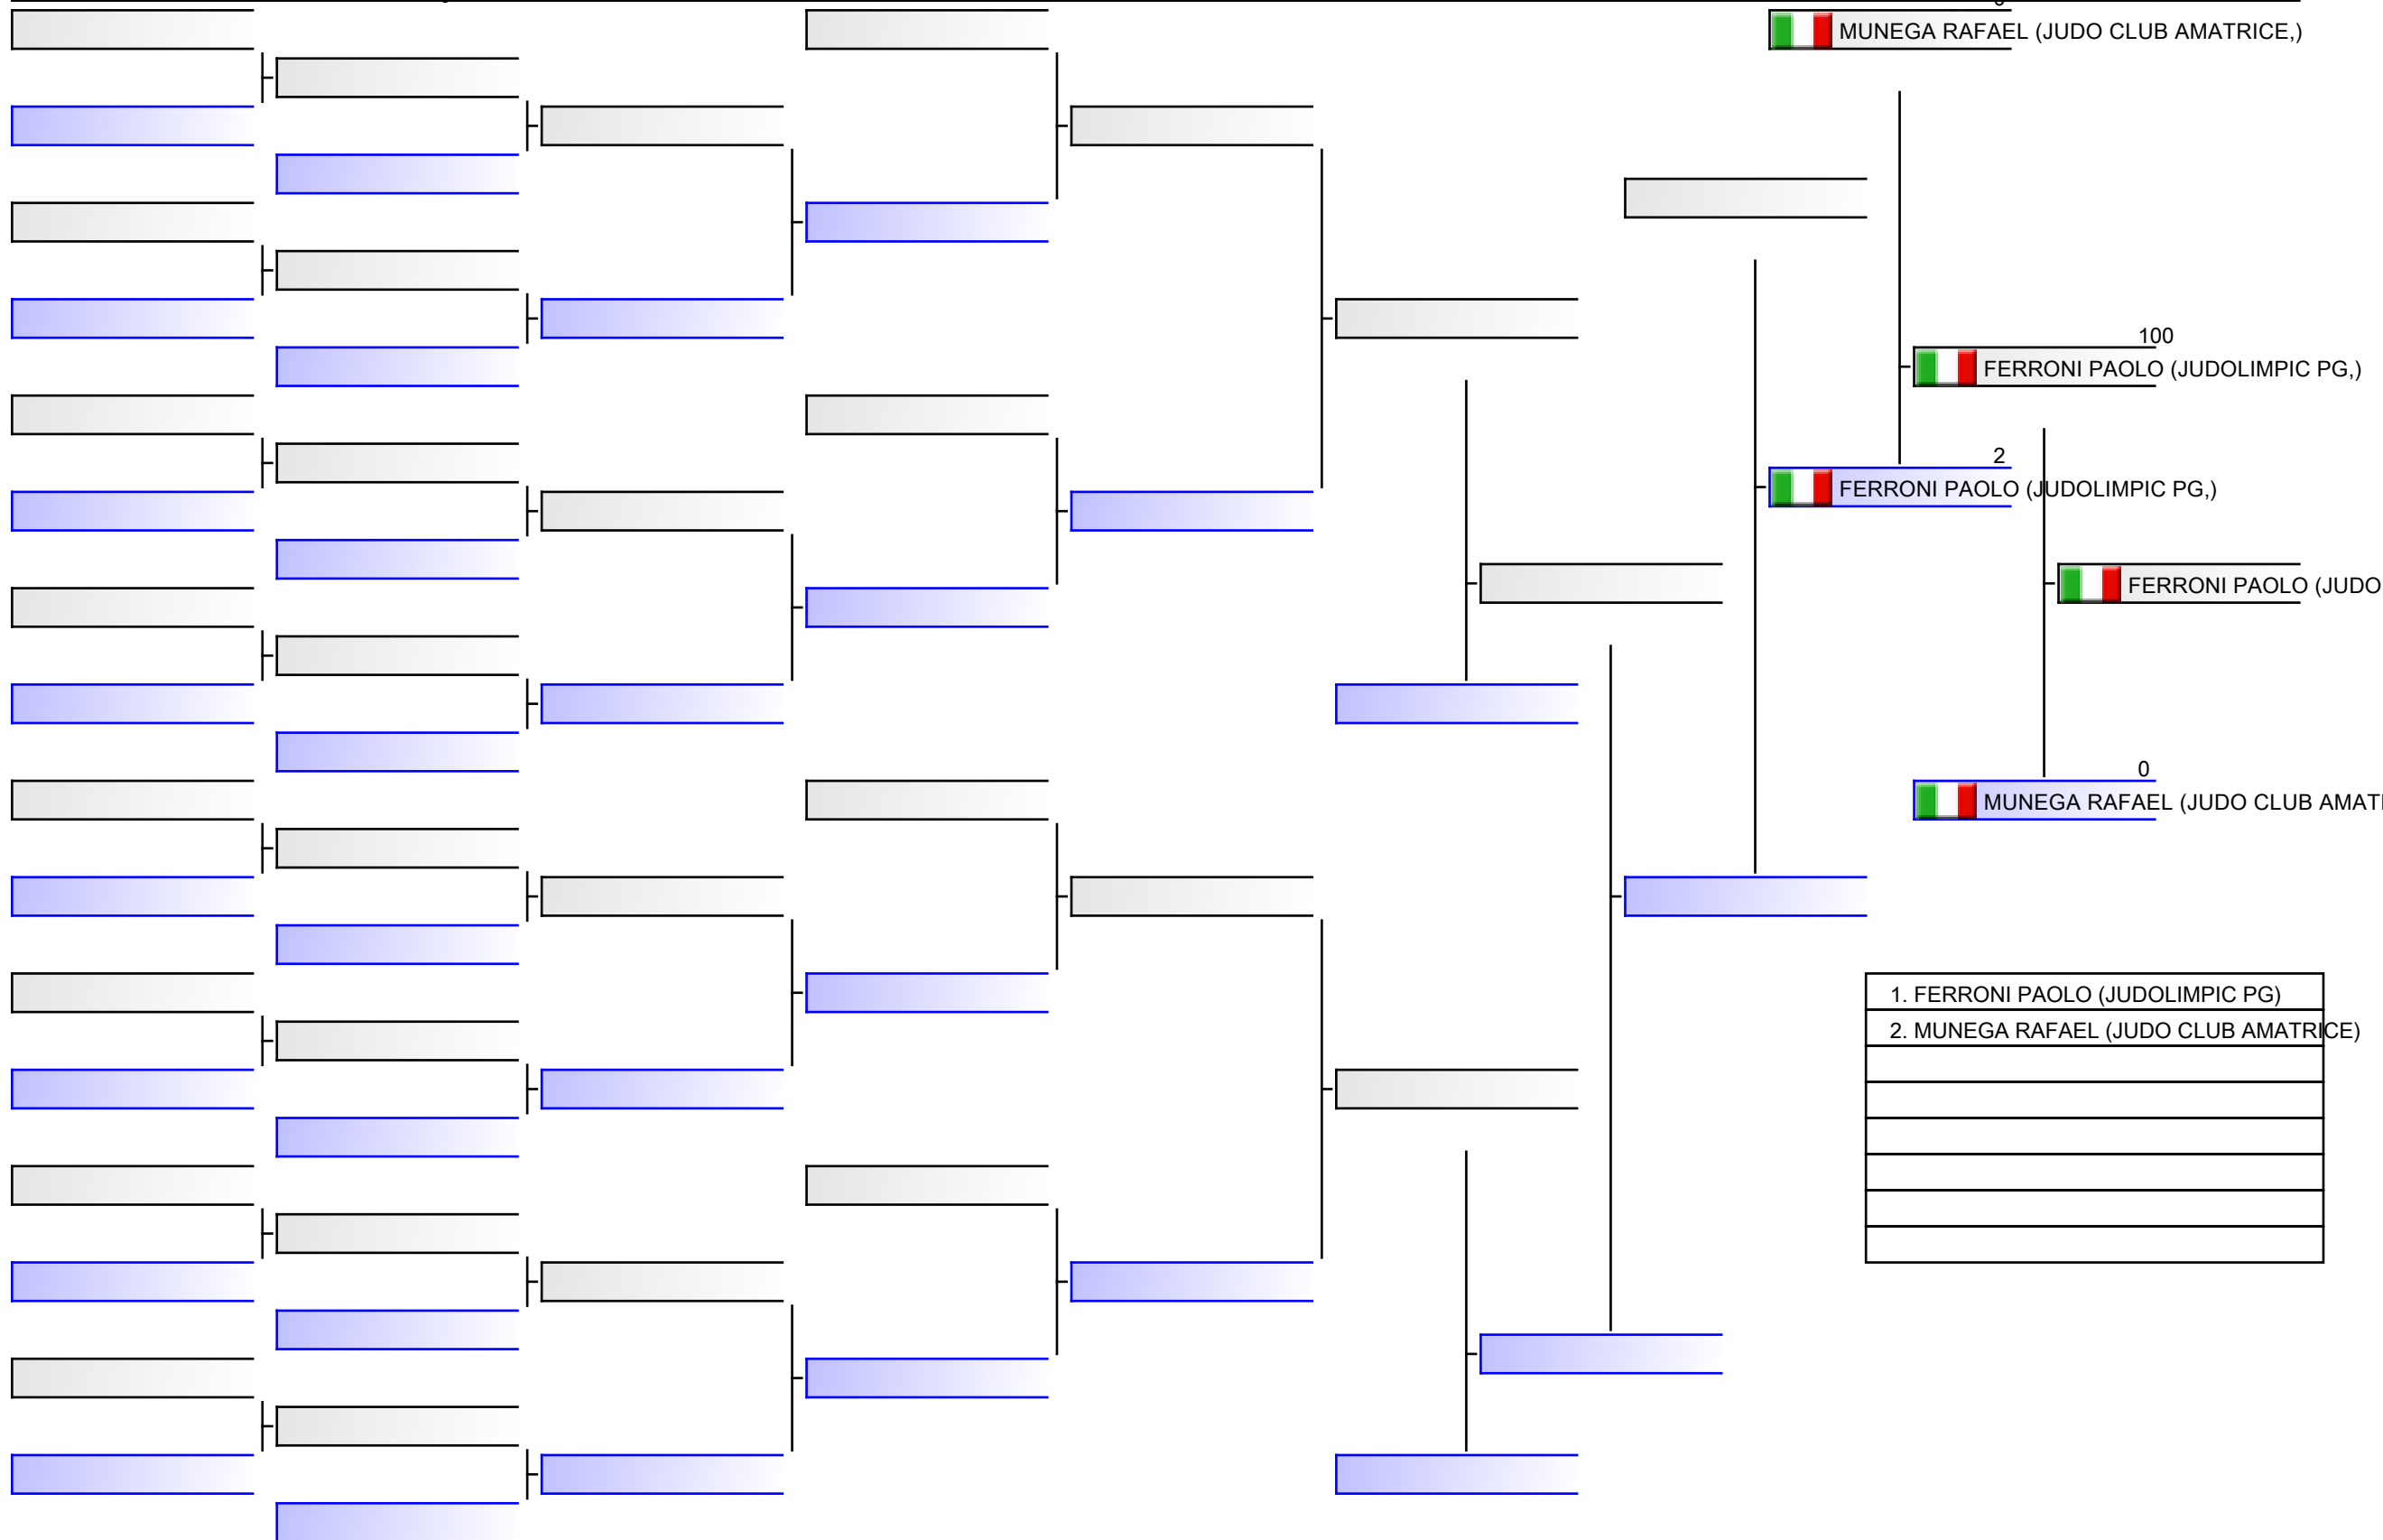 MUNEGA RAFAEL (JUDO CLUB AMATRICE,)
100
FERRONI PAOLO (JUDOLIMPIC PG,)
2
FERRONI PAOLO (JUDOLIMPIC PG,)
FERRONI PAOLO (JUDO
0
MUNEGA RAFAEL (JUDO CLUB AMAT
1. FERRONI PAOLO (JUDOLIMPIC PG)
2. MUNEGA RAFAEL (JUDO CLUB AMATRICE)